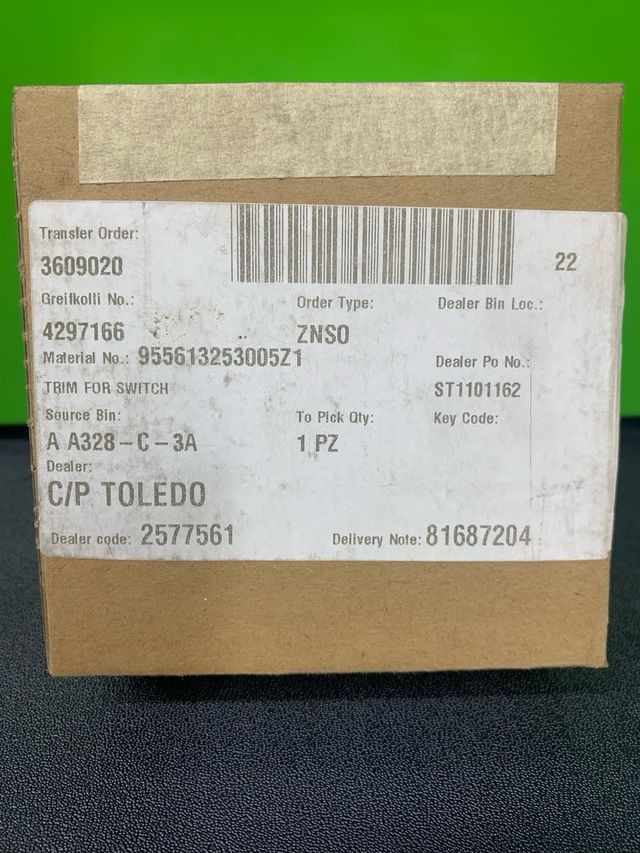 Transfer Order:
3609020
22
Greifkolli No.: Order Type: Dealer Bin Loc.:
4297166 ZNSO
Material No.: 9556132530​05Z1 Dealer Po No.:
TRIM FOR SWITCH ST1101162
Source Bin: To Pick Qty: Key Code:
A A328-C-3A 1 PZ
Dealer:
C/P TOLEDO
Dealer code: 2577561 Delivery Note: 81687204